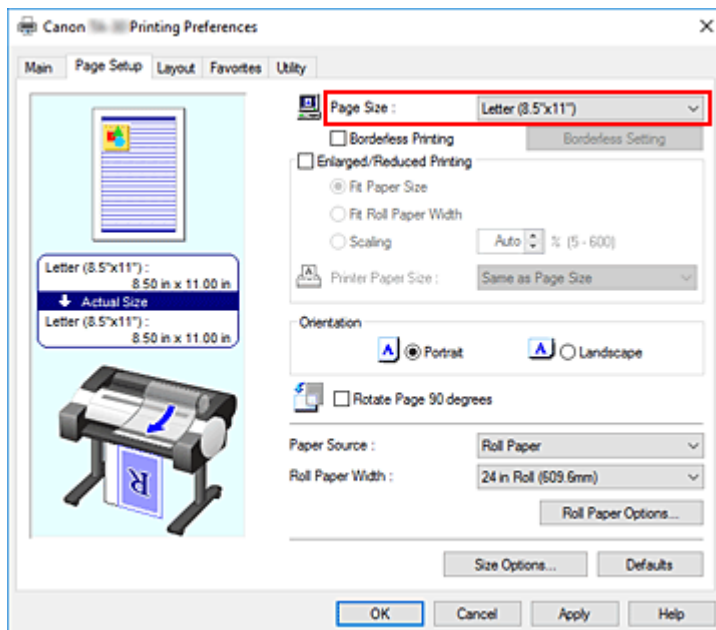 Canon Printing Preferences
Main Page Setup Layout Favorites Utility
Page Size : Letter (8.5"x11")
Borderless Printing Borderless Setting
Enlarged/Reduced Printing
Fit Paper Size
Fit Roll Paper Width
Scaling Auto % (5 - 600)
Printer Paper Size : Same as Page Size
Letter (8.5"x11") :
8.50 in x 11.00 in
Actual Size
Letter (8.5"x11") :
8.50 in x 11.00 in
Orientation
A Portrait A Landscape
Rotate Page 90 degrees
Paper Source : Roll Paper
Roll Paper Width : 24 in Roll (609.6mm)
Roll Paper Options...
R
Size Options... Defaults
OK Cancel Apply Help